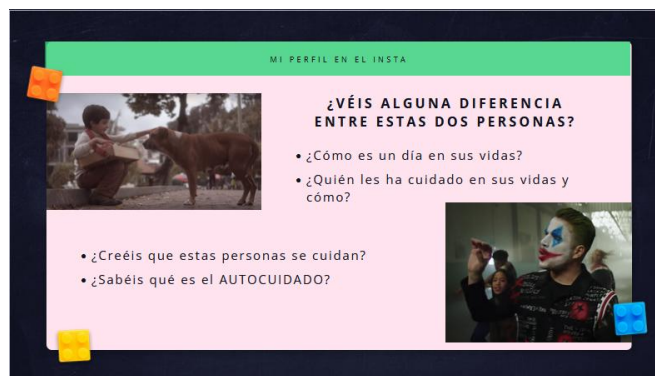 MI PERFIL EN EL INSTA
¿VÉIS ALGUNA DIFERENCIA
ENTRE ESTAS DOS PERSONAS?
• ¿Cómo es un día en sus vidas?
• ¿Quién les ha cuidado en sus vidas y
cómo?
• ¿Creéis que estas personas se cuidan?
• ¿Sabéis qué es el AUTOCUIDADO?